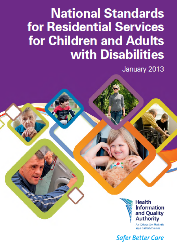 National Standards
for Residential Services
for Children and Adults
with Disabilities
January 2013
Health
Information
and Quality
Authority
Safer Better Care